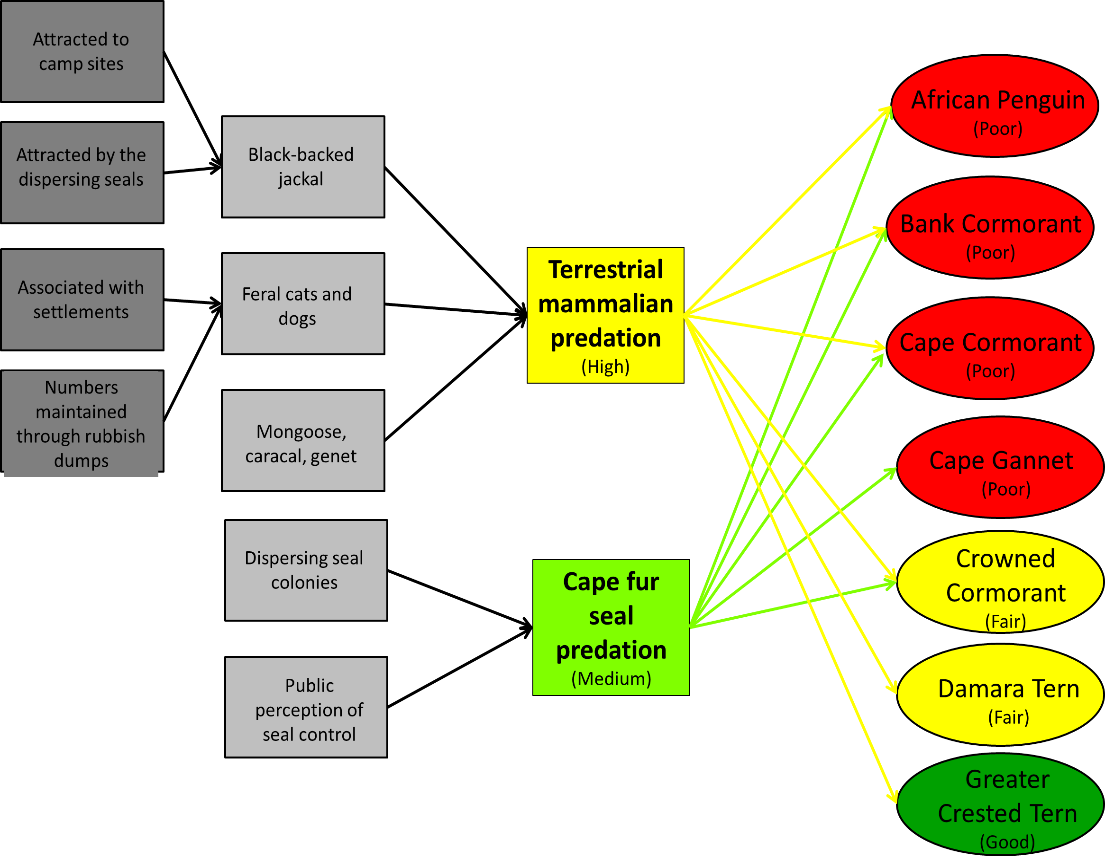 Attracted to
camp sites
Attracted by the
dispersing seals
Associated with
settlements
Numbers
maintained
through rubbish
dumps
Black-backed
jackal
Feral cats and
dogs
Mongoose,
caracal, genet
Dispersing seal
colonies
Public
perception of
seal control
Terrestrial
mammalian
predation
(High)
Cape fur
seal
predation
(Medium)
African Penguin
(Poor)
Bank Cormorant
(Poor)
Cape Cormorant
(Poor)
Cape Gannet
(Poor)
Crowned
Cormorant
(Fair)
Damara Tern
(Fair)
Greater
Crested Tern
(Good)